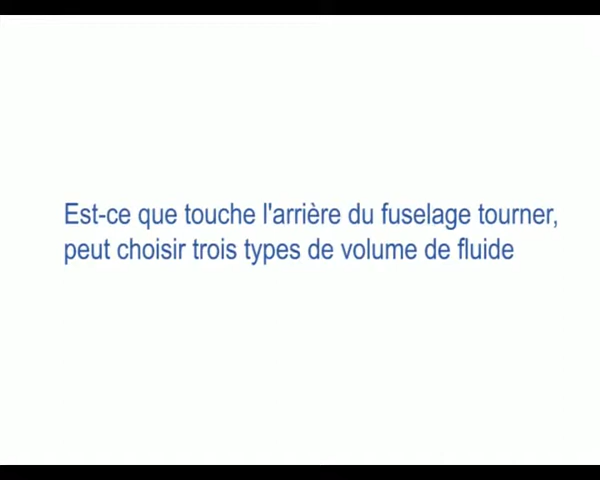 Est-ce que touche l'arrière du fuselage tourner,
peut choisir trois types de volume de fluide